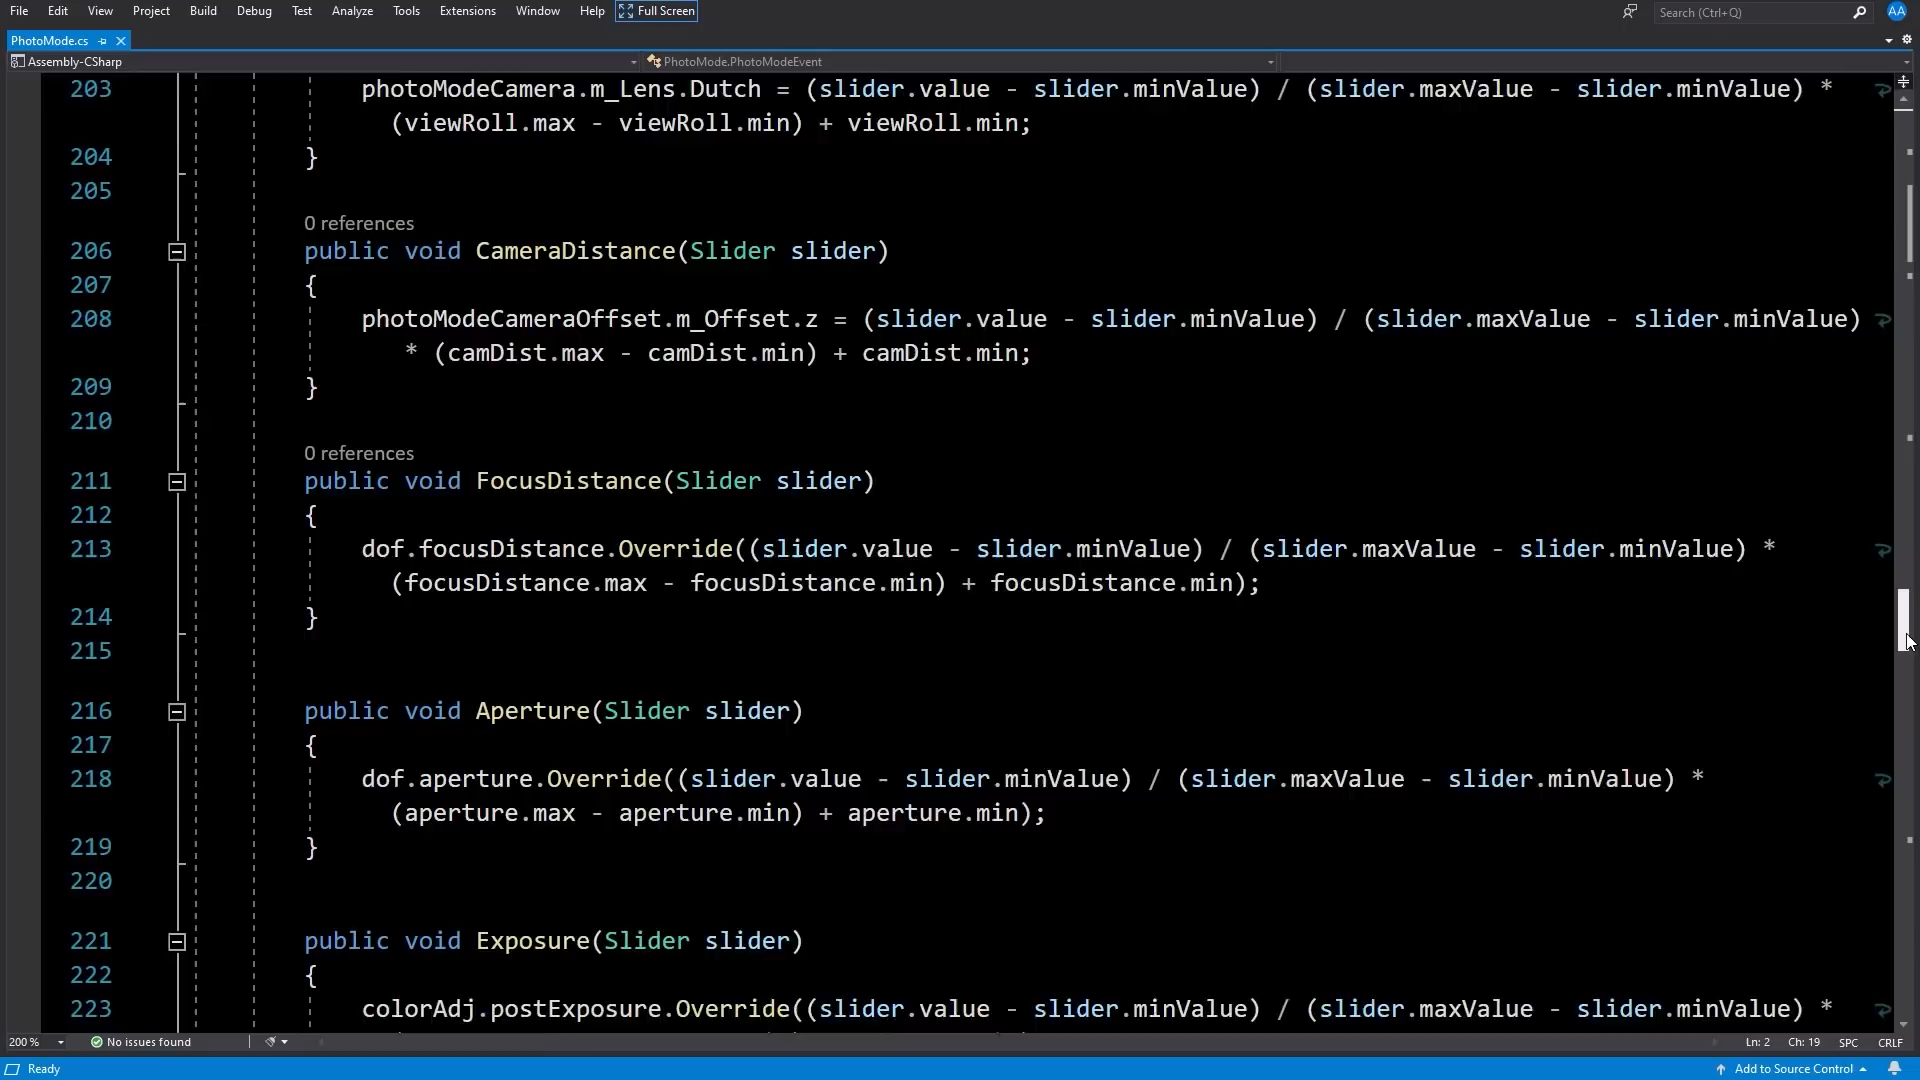 File Edit View Project Build Debug Test Analyze Tools Extensions Window Help Full Screen Search (Ctrl+Q) AA
PhotoMode.cs
Assembly-CSharp PhotoMode.PhotoModeEvent
203 photoModeCamera.m_Lens.Dutch = (slider.value - slider.minValue) / (slider.maxValue - slider.minValue) *
(viewRoll.max - viewRoll.min) + viewRoll.min;
204 }
205
0 references
206 public void CameraDistance(Slider slider)
207 {
208 photoModeCameraOffset.m_Offset.z = (slider.value - slider.minValue) / (slider.maxValue - slider.minValue)
* (camDist.max - camDist.min) + camDist.min;
209 }
210
0 references
211 public void FocusDistance(Slider slider)
212 {
213 dof.focusDistance.Override((slider.value - slider.minValue) / (slider.maxValue - slider.minValue) *
(focusDistance.max - focusDistance.min) + focusDistance.min);
214 }
215
216 public void Aperture(Slider slider)
217 {
218 dof.aperture.Override((slider.value - slider.minValue) / (slider.maxValue - slider.minValue) *
(aperture.max - aperture.min) + aperture.min);
219 }
220
221 public void Exposure(Slider slider)
222 {
223 colorAdj.postExposure.Override((slider.value - slider.minValue) / (slider.maxValue - slider.minValue) *
200 % No issues found Ln: 2 Ch: 19 SPC CRLF
Ready Add to Source Control